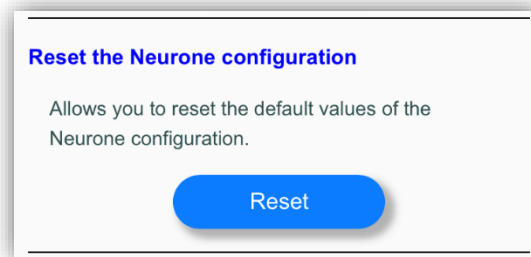 Reset the Neurone configuration
Allows you to reset the default values of the
Neurone configuration.
Reset